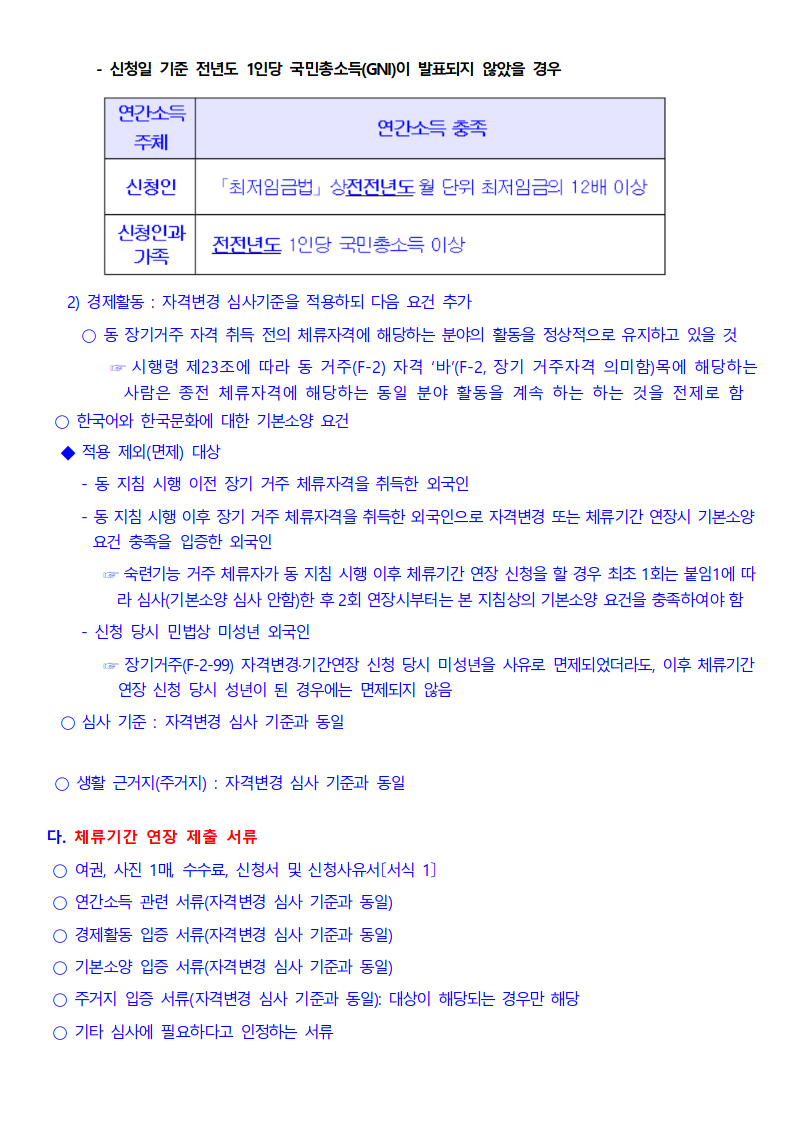 - 신청일 기준 전년도 1인당 국민총소득(GNI)이 발표되지 않았을 경우
연간소득 주체 연간소득 충족
신청인 「최저임금법」상전전년도 월 단위 최저임금의 12배 이상
신청인과 가족 전전년도 1인당 국민총소득 이상
2) 경제활동 : 자격변경 심사기준을 적용하되 다음 요건 추가
○ 동 장기거주 자격 취득 전의 체류자격에 해당하는 분야의 활동을 정상적으로 유지하고 있을 것
☞ 시행령 제23조에 따라 동 거주(F-2) 자격 ‘바’(F-2, 장기 거주자격 의미함)목에 해당하는
사람은 종전 체류자격에 해당하는 동일 분야 활동을 계속 하는 하는 것을 전제로 함
○ 한국어와 한국문화에 대한 기본소양 요건
◆ 적용 제외(면제) 대상
- 동 지침 시행 이전 장기 거주 체류자격을 취득한 외국인
- 동 지침 시행 이후 장기 거주 체류자격을 취득한 외국인으로 자격변경 또는 체류기간 연장시 기본소양
요건 충족을 입증한 외국인
☞ 숙련기능 거주 체류자가 동 지침 시행 이후 체류기간 연장 신청을 할 경우 최초 1회는 붙임1에 따
라 심사(기본소양 심사 안함)한 후 2회 연장시부터는 본 지침상의 기본소양 요건을 충족하여야 함
- 신청 당시 민법상 미성년 외국인
☞ 장기거주(F-2-99) 자격변경·기간연장 신청 당시 미성년을 사유로 면제되었더라도, 이후 체류기간
연장 신청 당시 성년이 된 경우에는 면제되지 않음
○ 심사 기준 : 자격변경 심사 기준과 동일
○ 생활 근거지(주거지) : 자격변경 심사 기준과 동일
다. 체류기간 연장 제출 서류
○ 여권, 사진 1매, 수수료, 신청서 및 신청사유서〔서식 1〕
○ 연간소득 관련 서류(자격변경 심사 기준과 동일)
○ 경제활동 입증 서류(자격변경 심사 기준과 동일)
○ 기본소양 입증 서류(자격변경 심사 기준과 동일)
○ 주거지 입증 서류(자격변경 심사 기준과 동일): 대상이 해당되는 경우만 해당
○ 기타 심사에 필요하다고 인정하는 서류